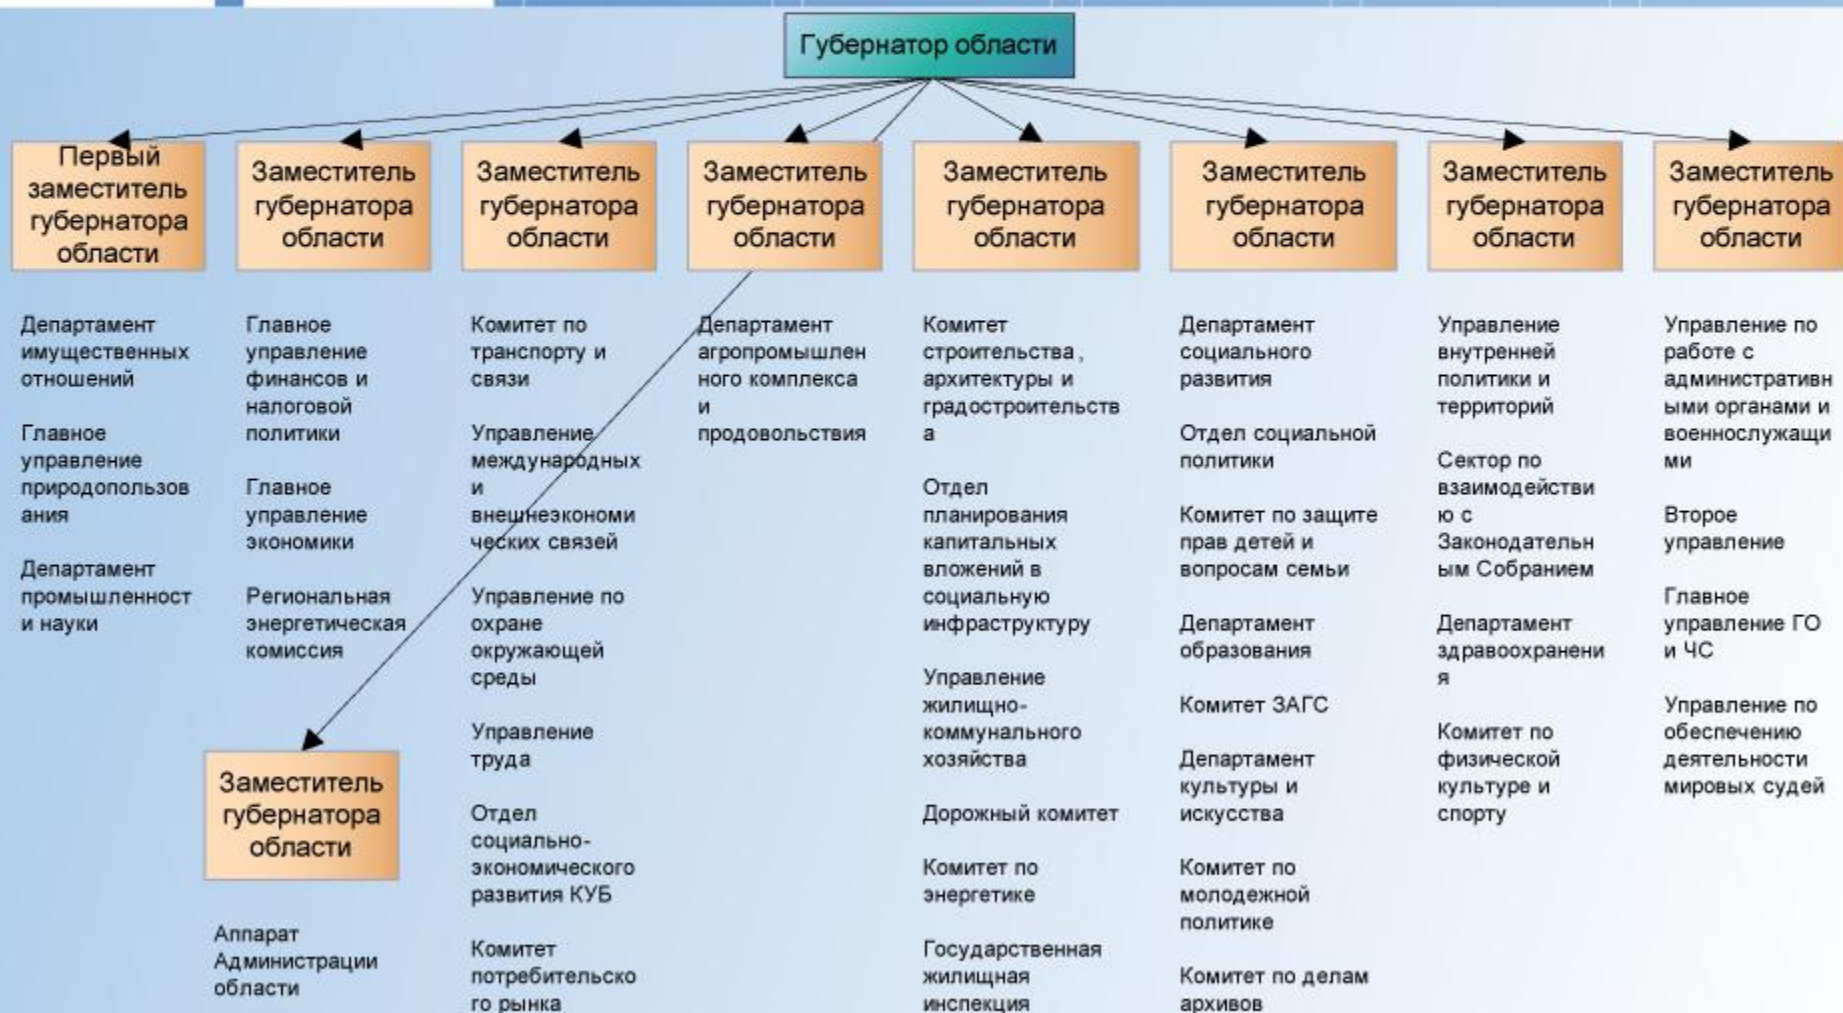 Губернатор области
Первый
заместитель
губернатора
области
Департамент
имущественных
отношений
Главное
управление
природопользов
ания
Департамент
промышленност
и науки
Заместитель
губернатора
области
Главное
управление
финансов и
налоговой
политики
Главное
управление
экономики
Региональная
энергетическая
комиссия
Заместитель
губернатора
области
Аппарат
Администрации
области
Заместитель
губернатора
области
Комитет по
транспорту и
связи
Управление
международных
и
внешнеэкономи
ческих связей
Управление по
охране
окружающей
среды
Управление
труда
Отдел
социально-
экономического
развития КУБ
Комитет
потребительско
го рынка
Заместитель
губернатора
области
Департамент
агропромышлен
ного комплекса
и
продовольствия
Заместитель
губернатора
области
Комитет
строительства,
архитектуры и
градостроительств
а
Отдел
планирования
капитальных
вложений в
социальную
инфраструктуру
Управление
жилищно-
коммунального
хозяйства
Дорожный комитет
Комитет по
энергетике
Государственная
жилищная
инспекция
Заместитель
губернатора
области
Департамент
социального
развития
Отдел социальной
политики
Комитет по защите
прав детей и
вопросам семьи
Департамент
образования
Комитет ЗАГС
Департамент
культуры и
искусства
Комитет по
молодежной
политике
Комитет по делам
архивов
Заместитель
губернатора
области
Управление
внутренней
политики и
территорий
Сектор по
взаимодействи
ю с
Законодательн
ым Собранием
Департамент
здравоохранени
я
Комитет по
физической
культуре и
спорту
Заместитель
губернатора
области
Управление по
работе с
административн
ыми органами и
военнослужащи
ми
Второе
управление
Главное
управление ГО
и ЧС
Управление по
обеспечению
деятельности
мировых судей